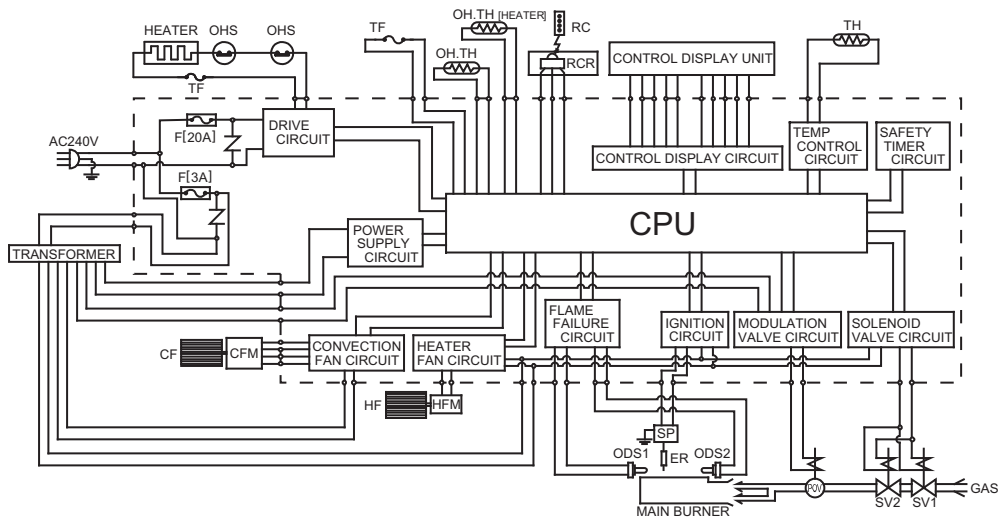 HEATER OHS OHS
TF
TF
OH.TH [HEATER]
OH.TH
RC
RCR
CONTROL DISPLAY UNIT
TH
AC240V
F[20A]
DRIVE
CIRCUIT
F[3A]
CONTROL DISPLAY CIRCUIT
TEMP
CONTROL
CIRCUIT
SAFETY
TIMER
CIRCUIT
CPU
TRANSFORMER
POWER
SUPPLY
CIRCUIT
CF
CFM
CONVECTION
FAN CIRCUIT
HEATER
FAN CIRCUIT
FLAME
FAILURE
CIRCUIT
IGNITION
CIRCUIT
MODULATION
VALVE CIRCUIT
SOLENOID
VALVE CIRCUIT
HF
HFM
SP
ODS1
ER
ODS2
MAIN BURNER
POV
SV2
SV1
GAS